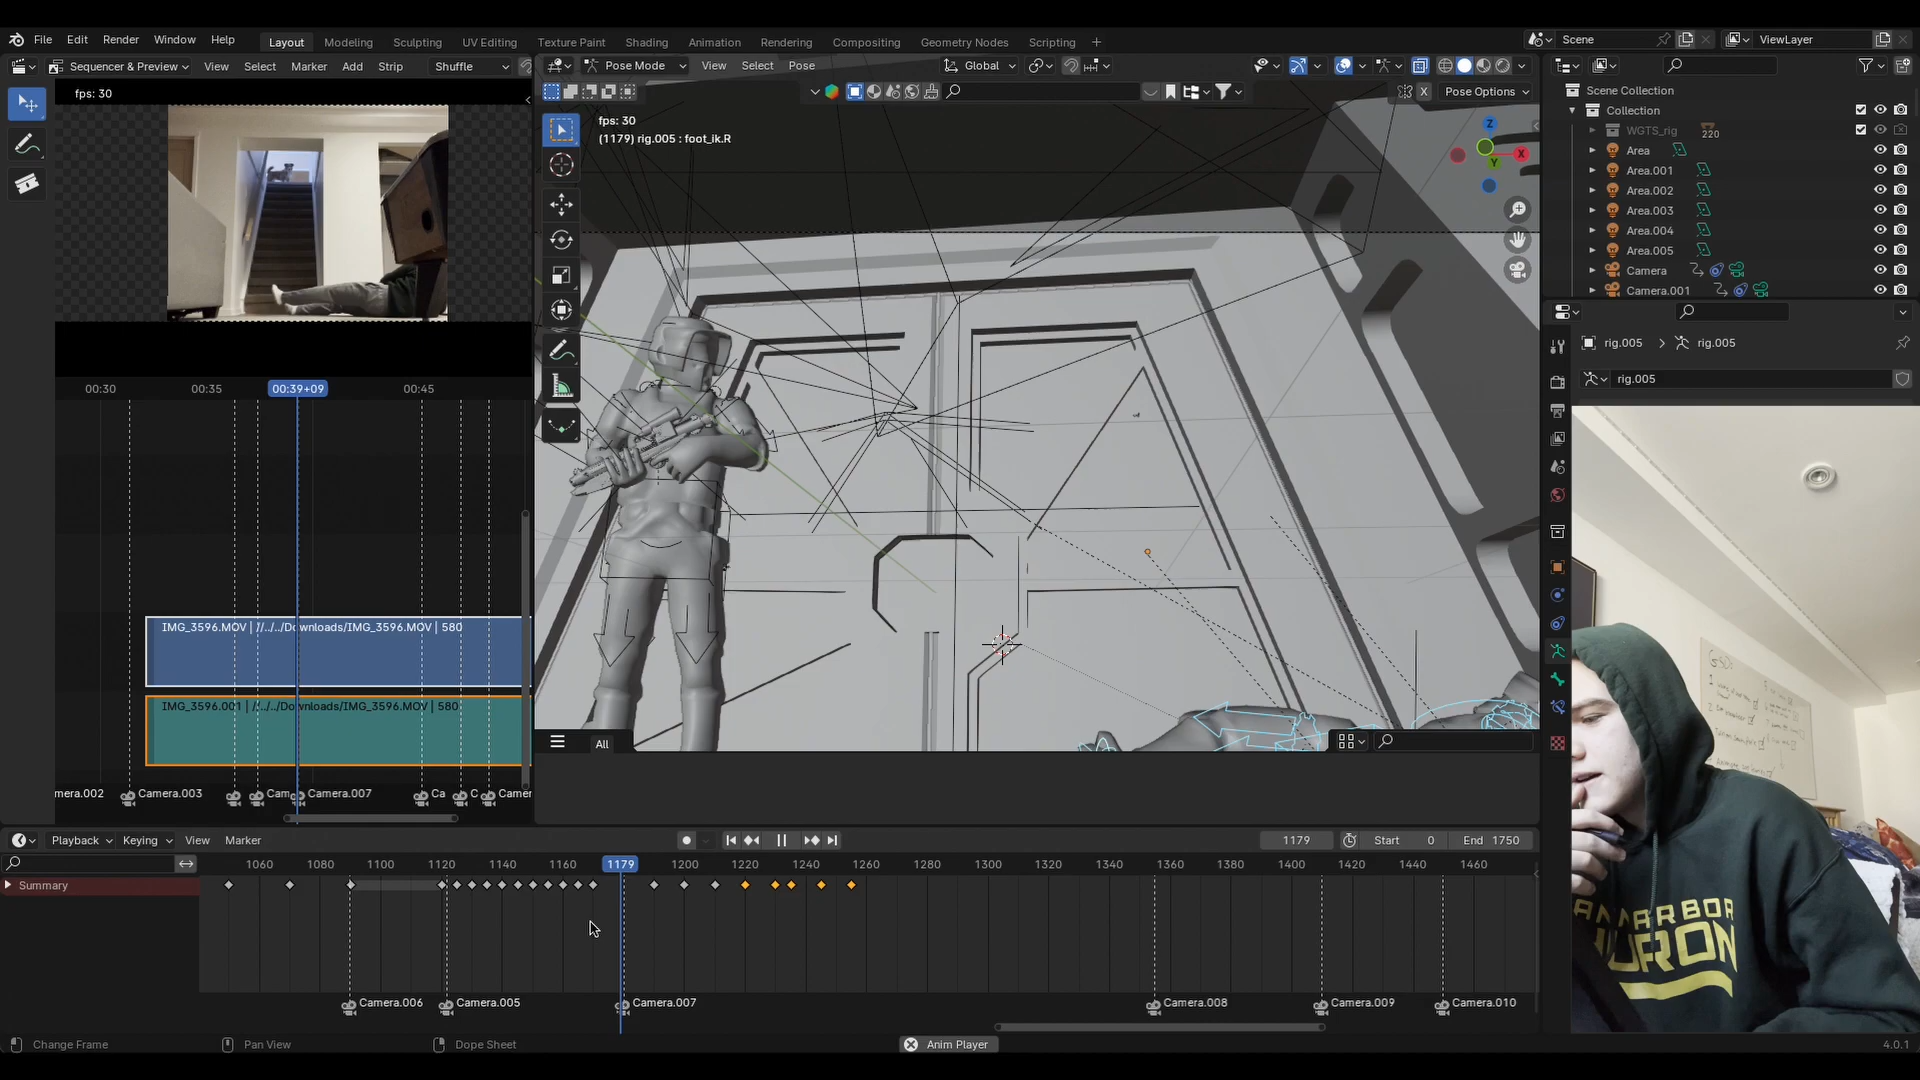 File Edit Render Window Help Layout Modeling Sculpting UV Editing Texture Paint Shading Animation Rendering Compositing Geometry Nodes Scripting + Scene ViewLayer
Sequencer & Preview View Select Marker Add Strip Shuffle Pose Mode View Select Pose Global
X Pose Options
fps: 30
fps: 30
(1179) rig.005 : foot_ik.R
Z
X
Y
Scene Collection
Collection
WGTS_rig 220
Area
Area.001
Area.002
Area.003
Area.004
Area.005
Camera
Camera.001
rig.005 > rig.005
rig.005
00:30 00:35 00:39+09 00:45
IMG_3596.MOV | //../../Downloads/IMG_3596.MOV | 580
IMG_3596.001 | //../../Downloads/IMG_3596.MOV | 580
mera.002 Camera.003 Cam Camera.007 Ca C Camer
All
Playback Keying View Marker 1179 Start 0 End 1750
1060 1080 1100 1120 1140 1160 1179 1200 1220 1240 1260 1280 1300 1320 1340 1360 1380 1400 1420 1440 1460
Summary
Camera.006 Camera.005 Camera.007 Camera.008 Camera.009 Camera.010
Change Frame Pan View Dope Sheet Anim Player 4.0.1
ANN ARBOR
HURON